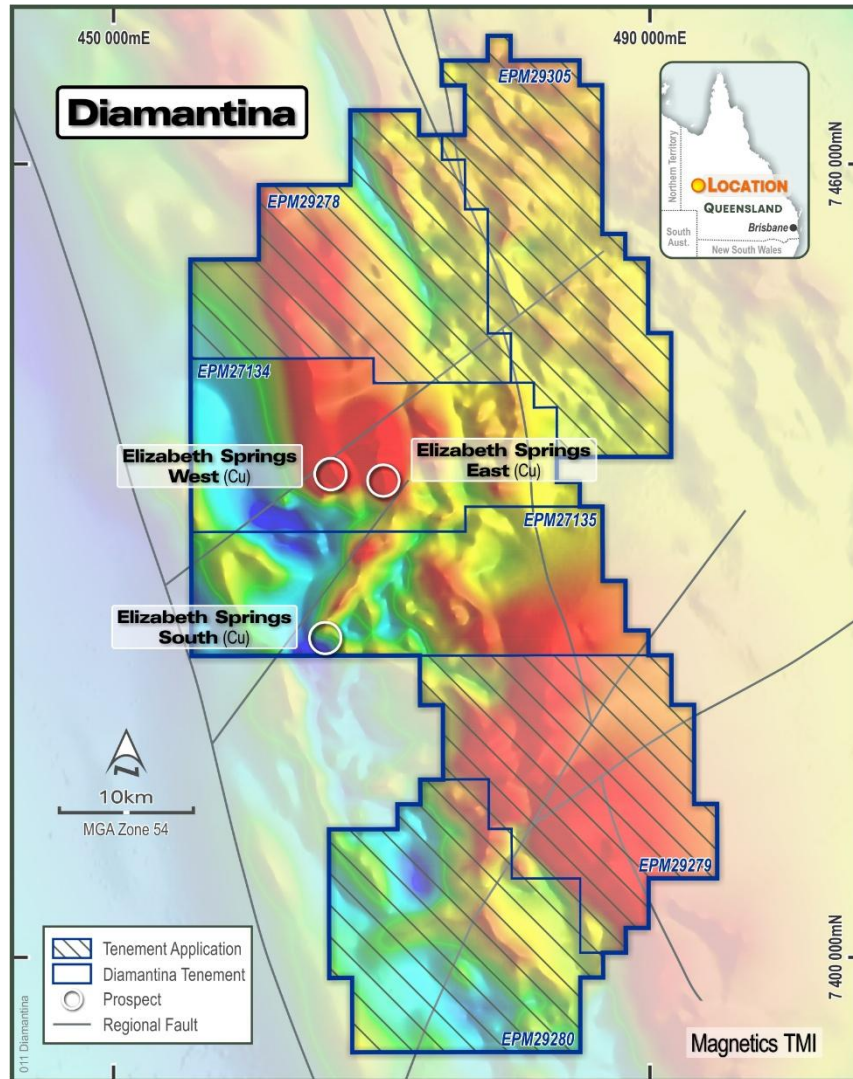 450 000mE
490 000mE
Diamantina
EPM29305
Northern Territory
LOCATION
QUEENSLAND
Brisbane
South
Aust.
New South Wales
7 460 000mN
EPM29278
EPM27134
Elizabeth Springs
West (Cu)
Elizabeth Springs
East (Cu)
EPM27135
Elizabeth Springs
South (Cu)
N
10km
MGA Zone 54
EPM29279
Tenement Application
Diamantina Tenement
Prospect
Regional Fault
7 400 000mN
EPM29280
Magnetics TMI
011 Diamantina